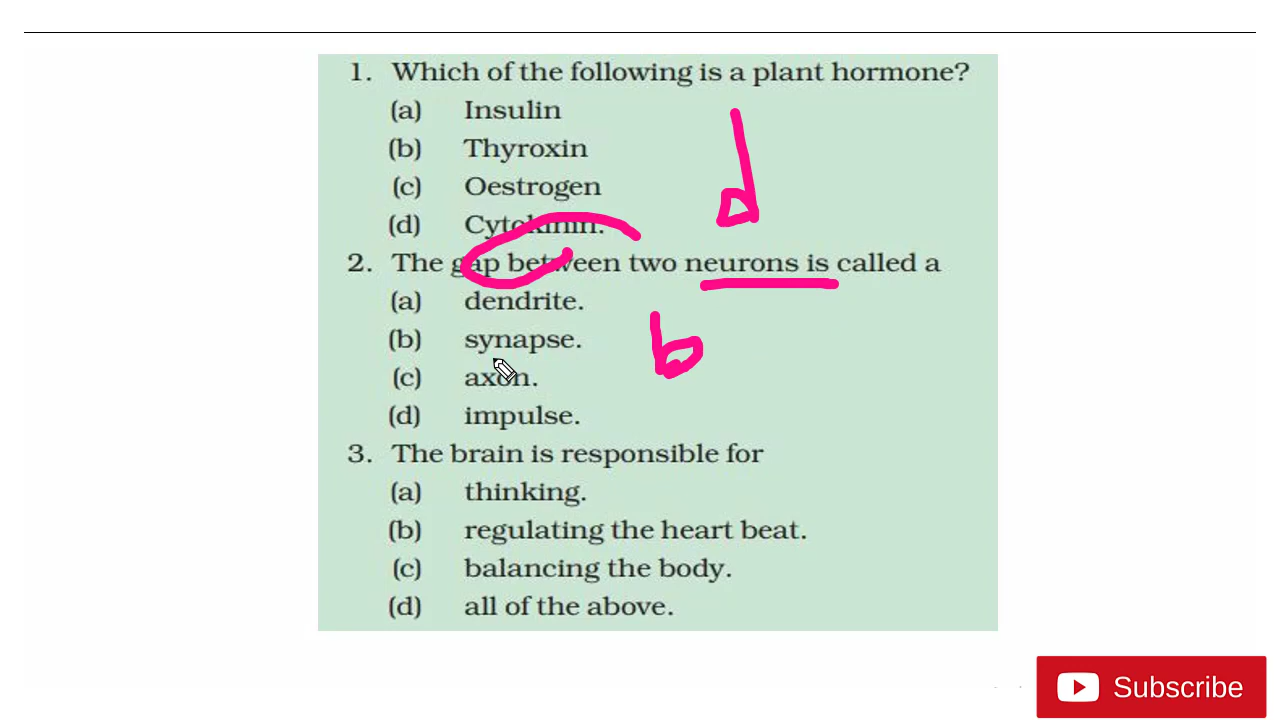 1. Which of the following is a plant hormone?
(a) Insulin
(b) Thyroxin
(c) Oestrogen
(d) Cytokinin.
d
2. The gap between two neurons is called a
(a) dendrite.
(b) synapse.
b
(c) axon.
(d) impulse.
3. The brain is responsible for
(a) thinking.
(b) regulating the heart beat.
(c) balancing the body.
(d) all of the above.
Subscribe